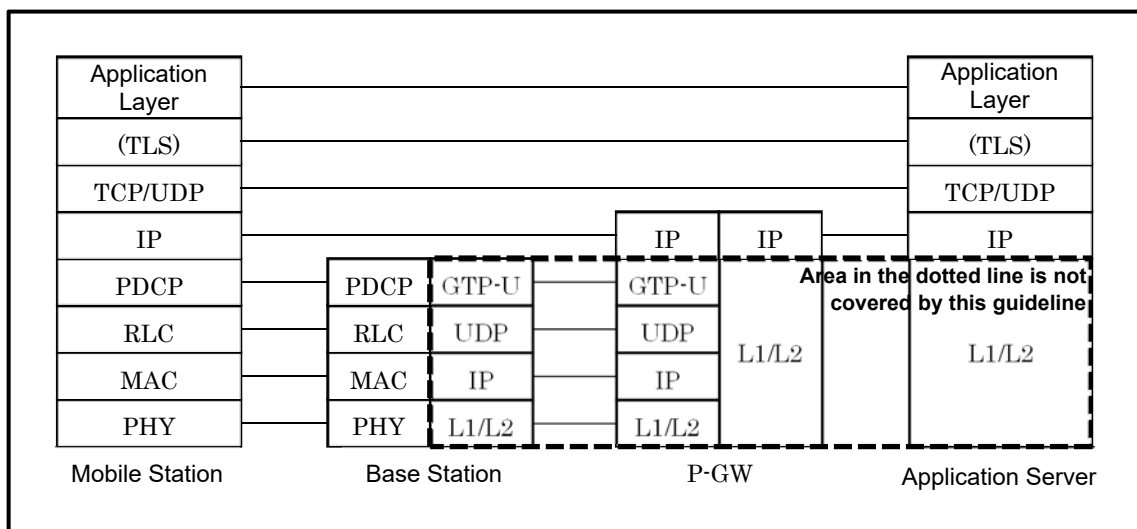 Application
Layer
Application
Layer
(TLS)
(TLS)
TCP/UDP
TCP/UDP
IP
IP
IP
IP
PDCP
PDCP
GTP-U
GTP-U
Area in the dotted line is not
covered by this guideline
RLC
RLC
UDP
UDP
L1/L2
L1/L2
MAC
MAC
IP
IP
PHY
PHY
L1/L2
L1/L2
Mobile Station
Base Station
P-GW
Application Server